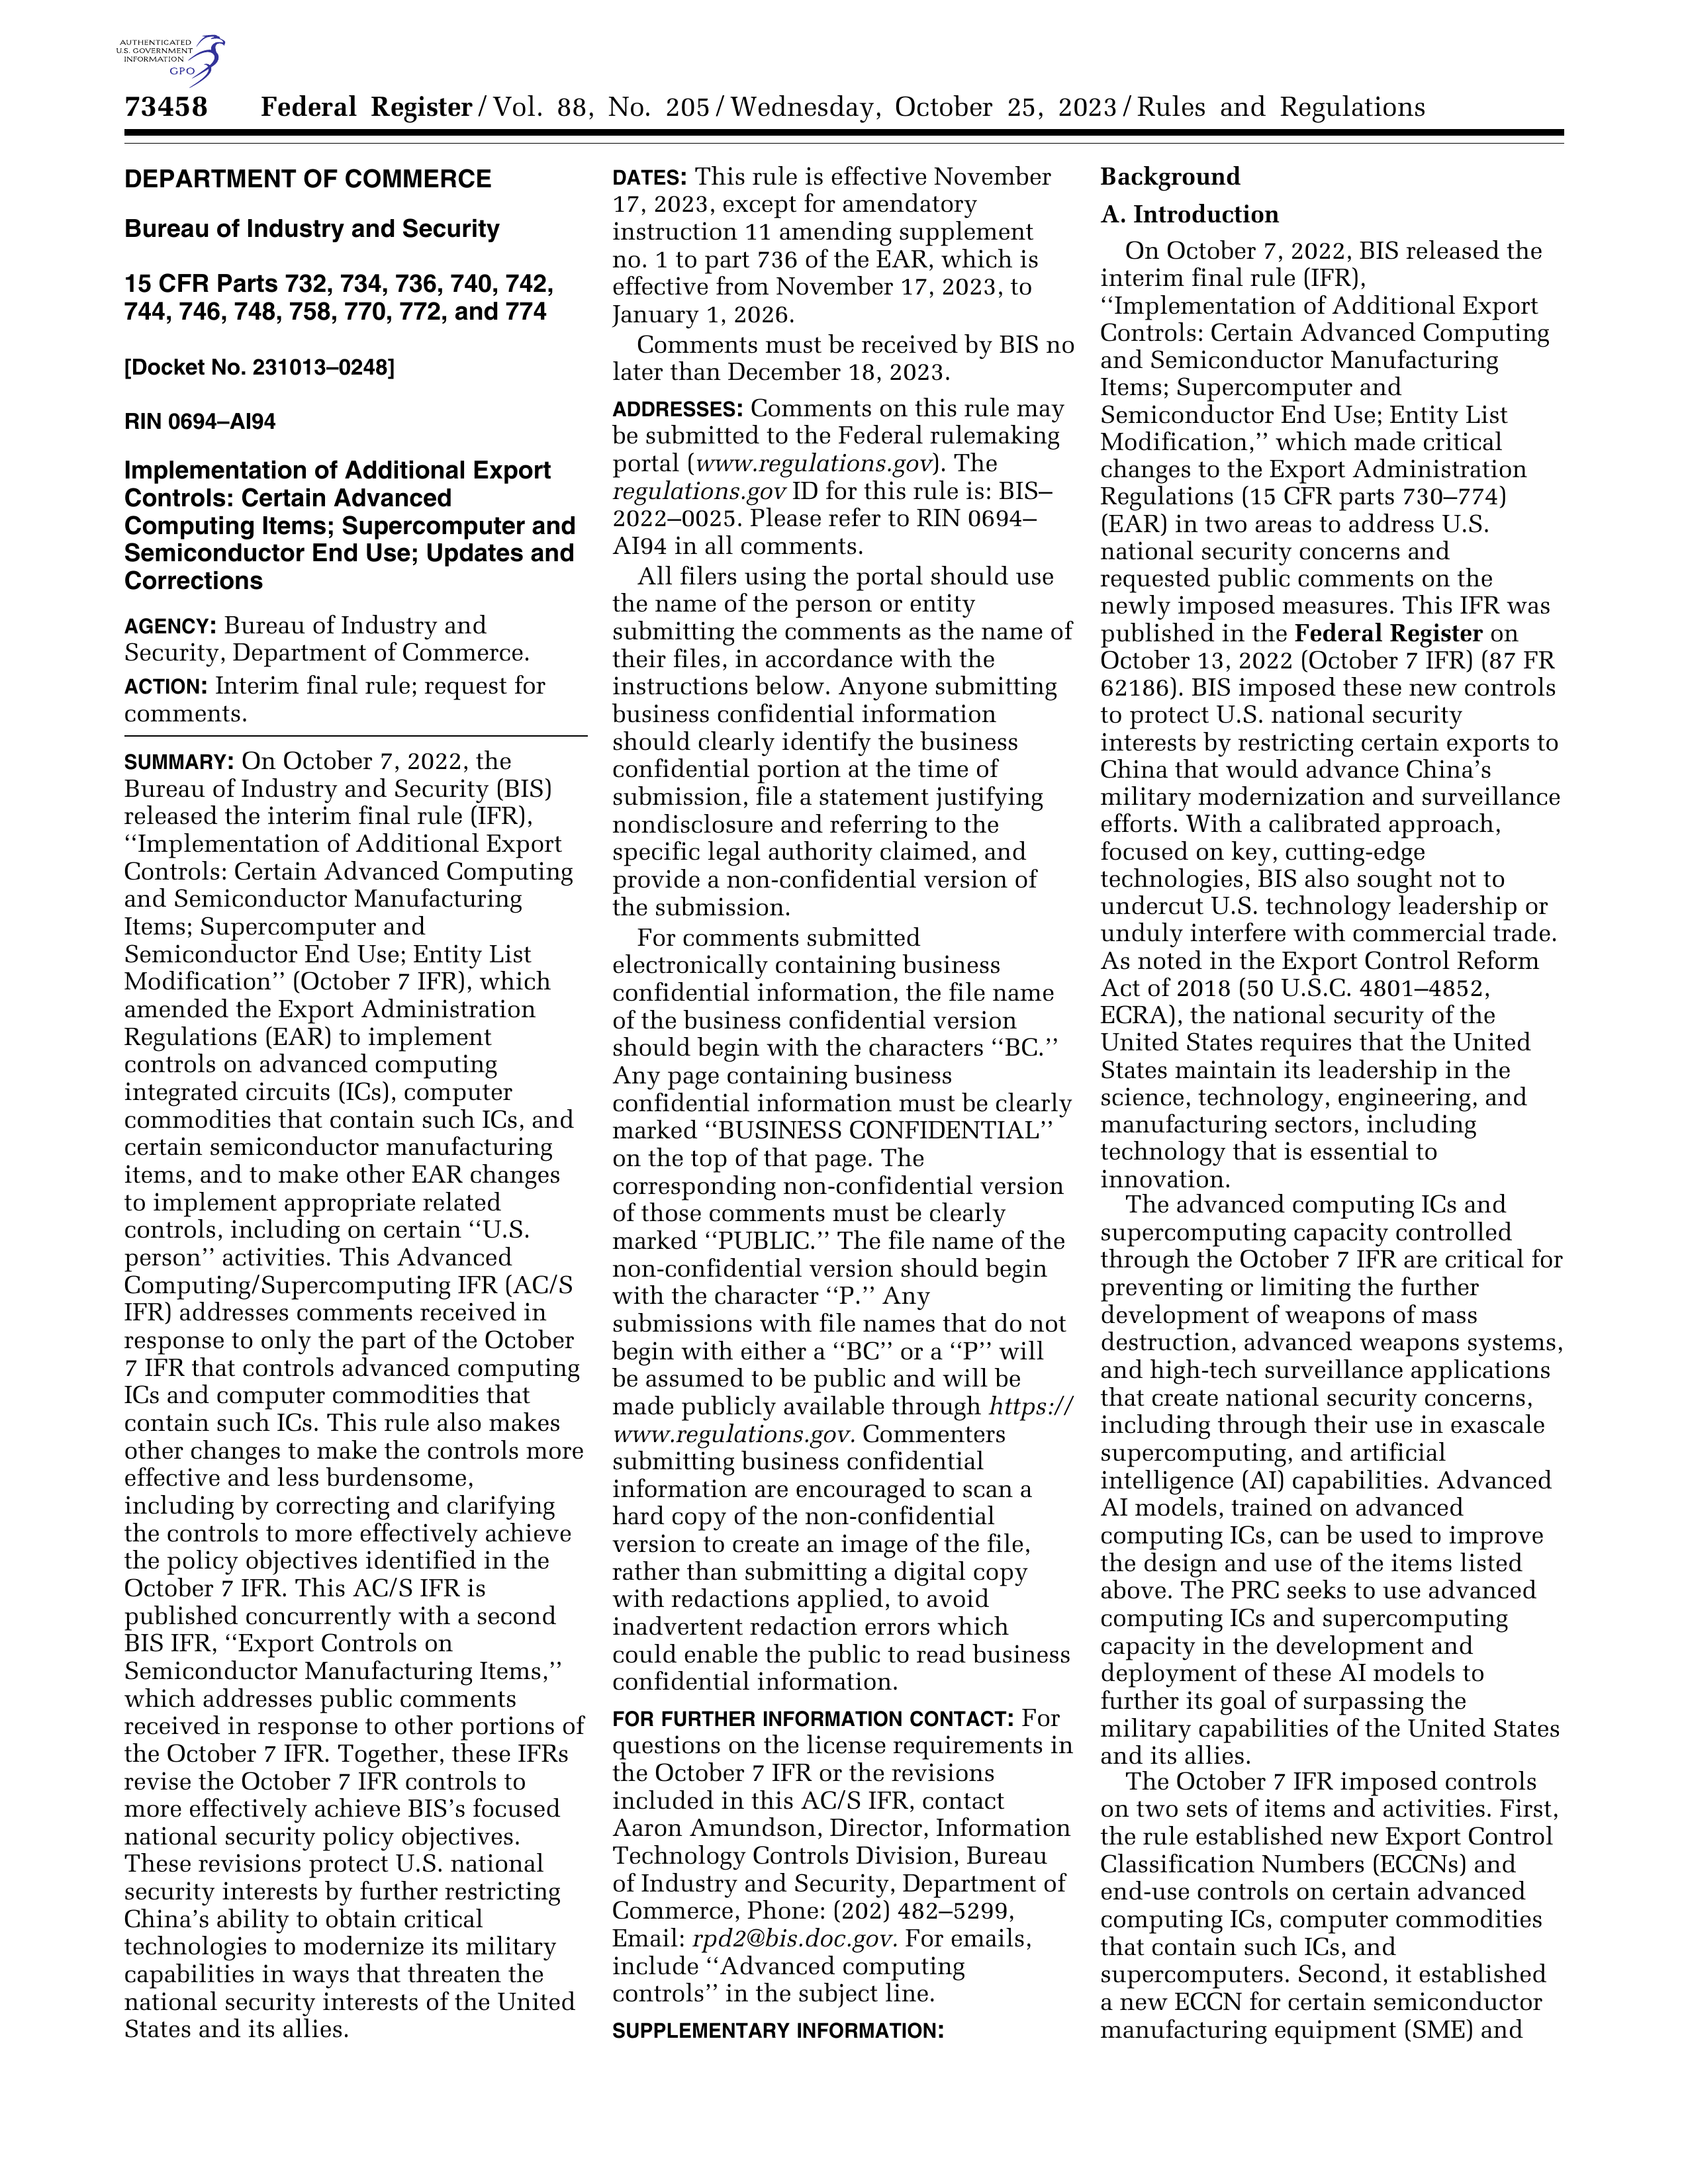 AUTHENTICATED
U.S. GOVERNMENT
INFORMATION
GPO
73458 Federal Register / Vol. 88, No. 205 / Wednesday, October 25, 2023 / Rules and Regulations
DEPARTMENT OF COMMERCE
Bureau of Industry and Security
15 CFR Parts 732, 734, 736, 740, 742,
744, 746, 748, 758, 770, 772, and 774
[Docket No. 231013–0248]
RIN 0694–AI94
Implementation of Additional Export
Controls: Certain Advanced
Computing Items; Supercomputer and
Semiconductor End Use; Updates and
Corrections
AGENCY: Bureau of Industry and
Security, Department of Commerce.
ACTION: Interim final rule; request for
comments.
SUMMARY: On October 7, 2022, the
Bureau of Industry and Security (BIS)
released the interim final rule (IFR),
‘‘Implementation of Additional Export
Controls: Certain Advanced Computing
and Semiconductor Manufacturing
Items; Supercomputer and
Semiconductor End Use; Entity List
Modification’’ (October 7 IFR), which
amended the Export Administration
Regulations (EAR) to implement
controls on advanced computing
integrated circuits (ICs), computer
commodities that contain such ICs, and
certain semiconductor manufacturing
items, and to make other EAR changes
to implement appropriate related
controls, including on certain ‘‘U.S.
person’’ activities. This Advanced
Computing/Supercomputing IFR (AC/S
IFR) addresses comments received in
response to only the part of the October
7 IFR that controls advanced computing
ICs and computer commodities that
contain such ICs. This rule also makes
other changes to make the controls more
effective and less burdensome,
including by correcting and clarifying
the controls to more effectively achieve
the policy objectives identified in the
October 7 IFR. This AC/S IFR is
published concurrently with a second
BIS IFR, ‘‘Export Controls on
Semiconductor Manufacturing Items,’’
which addresses public comments
received in response to other portions of
the October 7 IFR. Together, these IFRs
revise the October 7 IFR controls to
more effectively achieve BIS’s focused
national security policy objectives.
These revisions protect U.S. national
security interests by further restricting
China’s ability to obtain critical
technologies to modernize its military
capabilities in ways that threaten the
national security interests of the United
States and its allies.
DATES: This rule is effective November
17, 2023, except for amendatory
instruction 11 amending supplement
no. 1 to part 736 of the EAR, which is
effective from November 17, 2023, to
January 1, 2026.
Comments must be received by BIS no
later than December 18, 2023.
ADDRESSES: Comments on this rule may
be submitted to the Federal rulemaking
portal (www.regulations.gov). The
regulations.gov ID for this rule is: BIS–
2022–0025. Please refer to RIN 0694–
AI94 in all comments.
All filers using the portal should use
the name of the person or entity
submitting the comments as the name of
their files, in accordance with the
instructions below. Anyone submitting
business confidential information
should clearly identify the business
confidential portion at the time of
submission, file a statement justifying
nondisclosure and referring to the
specific legal authority claimed, and
provide a non-confidential version of
the submission.
For comments submitted
electronically containing business
confidential information, the file name
of the business confidential version
should begin with the characters ‘‘BC.’’
Any page containing business
confidential information must be clearly
marked ‘‘BUSINESS CONFIDENTIAL’’
on the top of that page. The
corresponding non-confidential version
of those comments must be clearly
marked ‘‘PUBLIC.’’ The file name of the
non-confidential version should begin
with the character ‘‘P.’’ Any
submissions with file names that do not
begin with either a ‘‘BC’’ or a ‘‘P’’ will
be assumed to be public and will be
made publicly available through https://
www.regulations.gov. Commenters
submitting business confidential
information are encouraged to scan a
hard copy of the non-confidential
version to create an image of the file,
rather than submitting a digital copy
with redactions applied, to avoid
inadvertent redaction errors which
could enable the public to read business
confidential information.
FOR FURTHER INFORMATION CONTACT: For
questions on the license requirements in
the October 7 IFR or the revisions
included in this AC/S IFR, contact
Aaron Amundson, Director, Information
Technology Controls Division, Bureau
of Industry and Security, Department of
Commerce, Phone: (202) 482–5299,
Email: rpd2@bis.doc.gov. For emails,
include ‘‘Advanced computing
controls’’ in the subject line.
SUPPLEMENTARY INFORMATION:
Background
A. Introduction
On October 7, 2022, BIS released the
interim final rule (IFR),
‘‘Implementation of Additional Export
Controls: Certain Advanced Computing
and Semiconductor Manufacturing
Items; Supercomputer and
Semiconductor End Use; Entity List
Modification,’’ which made critical
changes to the Export Administration
Regulations (15 CFR parts 730–774)
(EAR) in two areas to address U.S.
national security concerns and
requested public comments on the
newly imposed measures. This IFR was
published in the Federal Register on
October 13, 2022 (October 7 IFR) (87 FR
62186). BIS imposed these new controls
to protect U.S. national security
interests by restricting certain exports to
China that would advance China’s
military modernization and surveillance
efforts. With a calibrated approach,
focused on key, cutting-edge
technologies, BIS also sought not to
undercut U.S. technology leadership or
unduly interfere with commercial trade.
As noted in the Export Control Reform
Act of 2018 (50 U.S.C. 4801–4852,
ECRA), the national security of the
United States requires that the United
States maintain its leadership in the
science, technology, engineering, and
manufacturing sectors, including
technology that is essential to
innovation.
The advanced computing ICs and
supercomputing capacity controlled
through the October 7 IFR are critical for
preventing or limiting the further
development of weapons of mass
destruction, advanced weapons systems,
and high-tech surveillance applications
that create national security concerns,
including through their use in exascale
supercomputing, and artificial
intelligence (AI) capabilities. Advanced
AI models, trained on advanced
computing ICs, can be used to improve
the design and use of the items listed
above. The PRC seeks to use advanced
computing ICs and supercomputing
capacity in the development and
deployment of these AI models to
further its goal of surpassing the
military capabilities of the United States
and its allies.
The October 7 IFR imposed controls
on two sets of items and activities. First,
the rule established new Export Control
Classification Numbers (ECCNs) and
end-use controls on certain advanced
computing ICs, computer commodities
that contain such ICs, and
supercomputers. Second, it established
a new ECCN for certain semiconductor
manufacturing equipment (SME) and